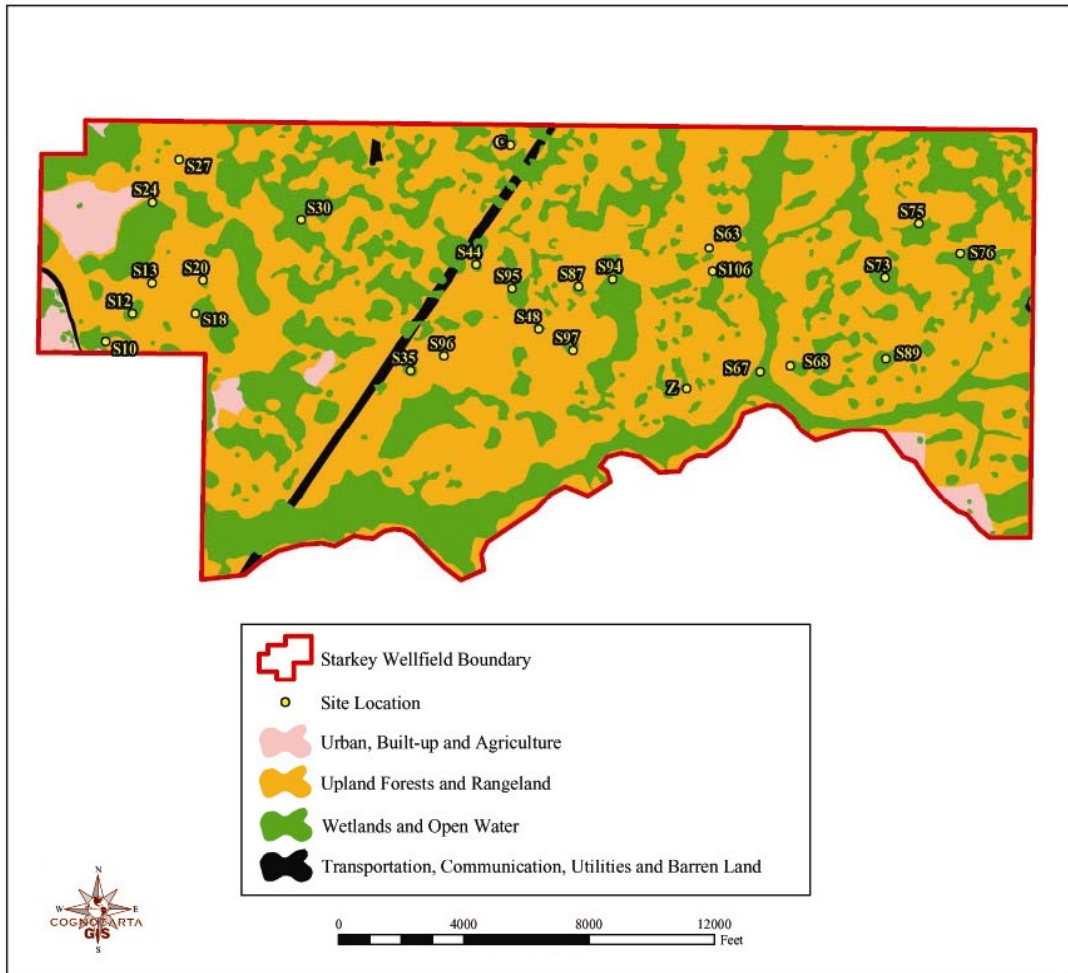 C
S27
S24
S30
S75
S63
S44
S76
S106
S13
S20
S95
S87
S94
S73
S12
S18
S48
S10
S97
S96
S35
S67
S68
S89
Z
Starkey Wellfield Boundary
Site Location
Urban, Built-up and Agriculture
Upland Forests and Rangeland
Wetlands and Open Water
Transportation, Communication, Utilities and Barren Land
N
W E
COGNOCARTA
GIS
S
0 4000 8000 12000
Feet